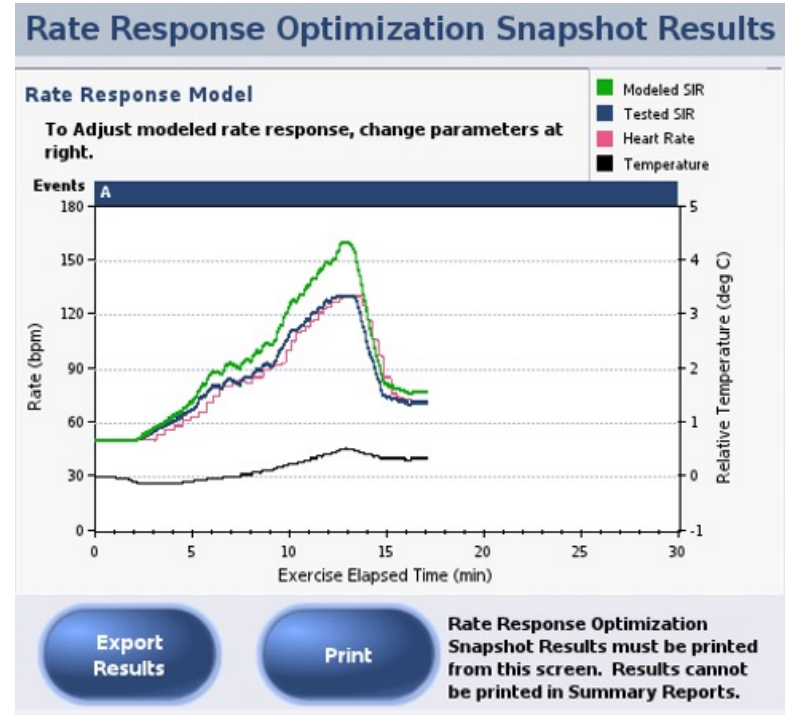 Rate Response Optimization Snapshot Results
Rate Response Model
To Adjust modeled rate response, change parameters at
right.
Modeled SIR
Tested SIR
Heart Rate
Temperature
Events
A
180
150
120
90
60
30
0
Rate (bpm)
5
4
3
2
1
0
-1
Relative Temperature (deg C)
0 5 10 15 20 25 30
Exercise Elapsed Time (min)
Export
Results
Print
Rate Response Optimization
Snapshot Results must be printed
from this screen. Results cannot
be printed in Summary Reports.